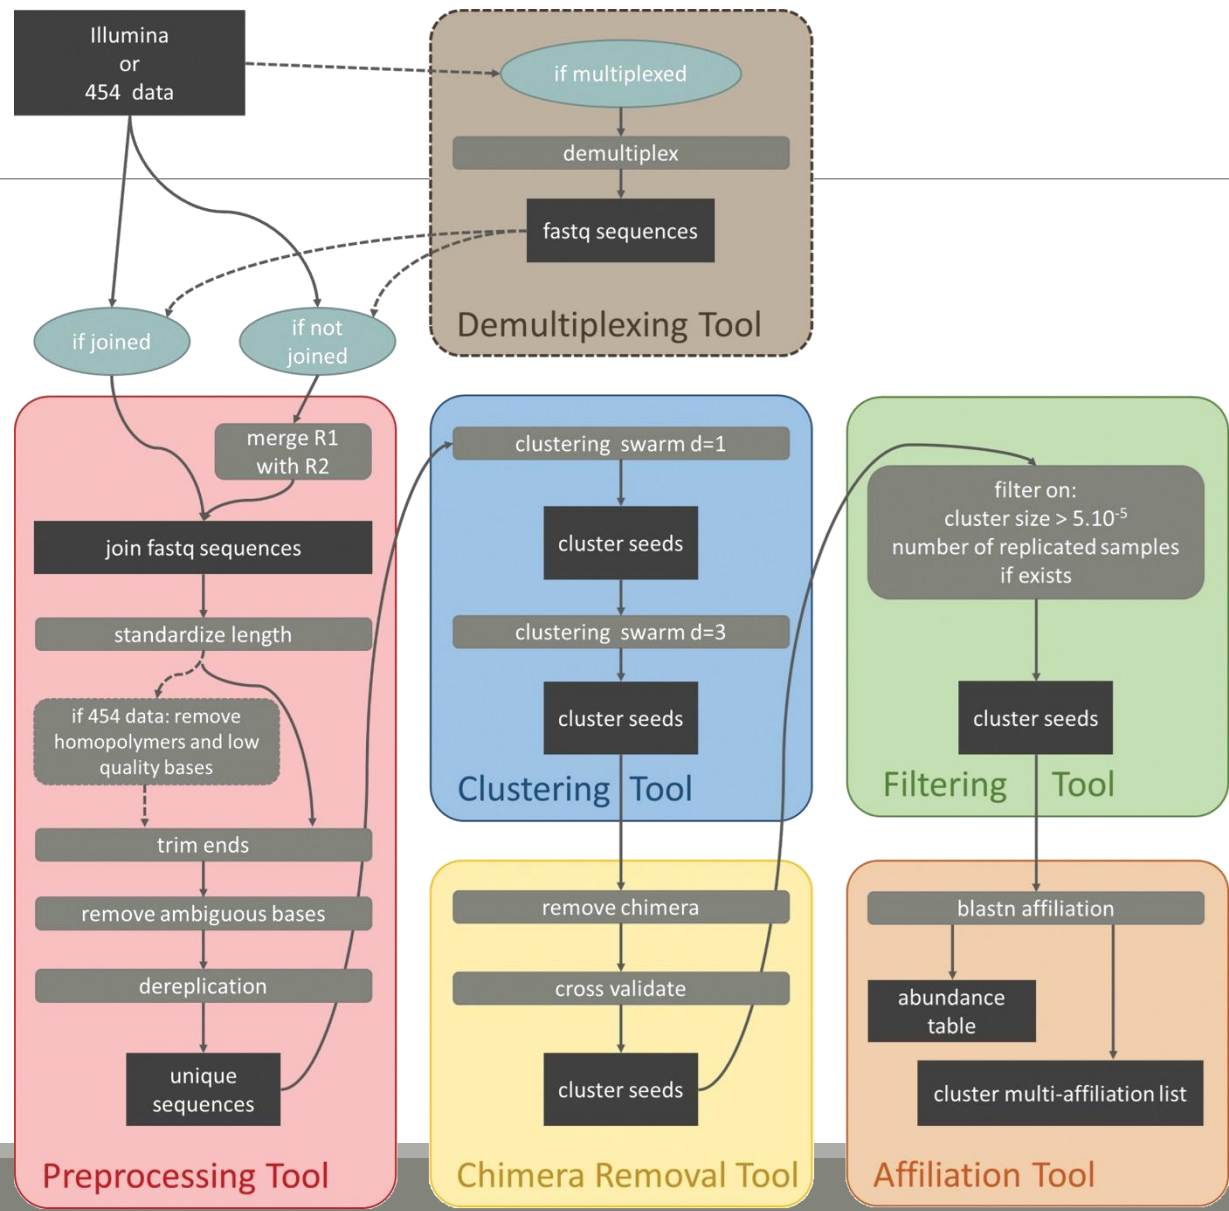 Illumina
or
454 data
if multiplexed
demultiplex
fastq sequences
Demultiplexing Tool
if joined
if not
joined
merge R1
with R2
join fastq sequences
standardize length
if 454 data: remove
homopolymers and low
quality bases
trim ends
remove ambiguous bases
dereplication
unique
sequences
Preprocessing Tool
clustering swarm d=1
cluster seeds
clustering swarm d=3
cluster seeds
Clustering Tool
remove chimera
cross validate
cluster seeds
Chimera Removal Tool
filter on:
cluster size > 5.10⁻⁵
number of replicated samples
if exists
cluster seeds
Filtering Tool
blastn affiliation
abundance
table
cluster multi-affiliation list
Affiliation Tool